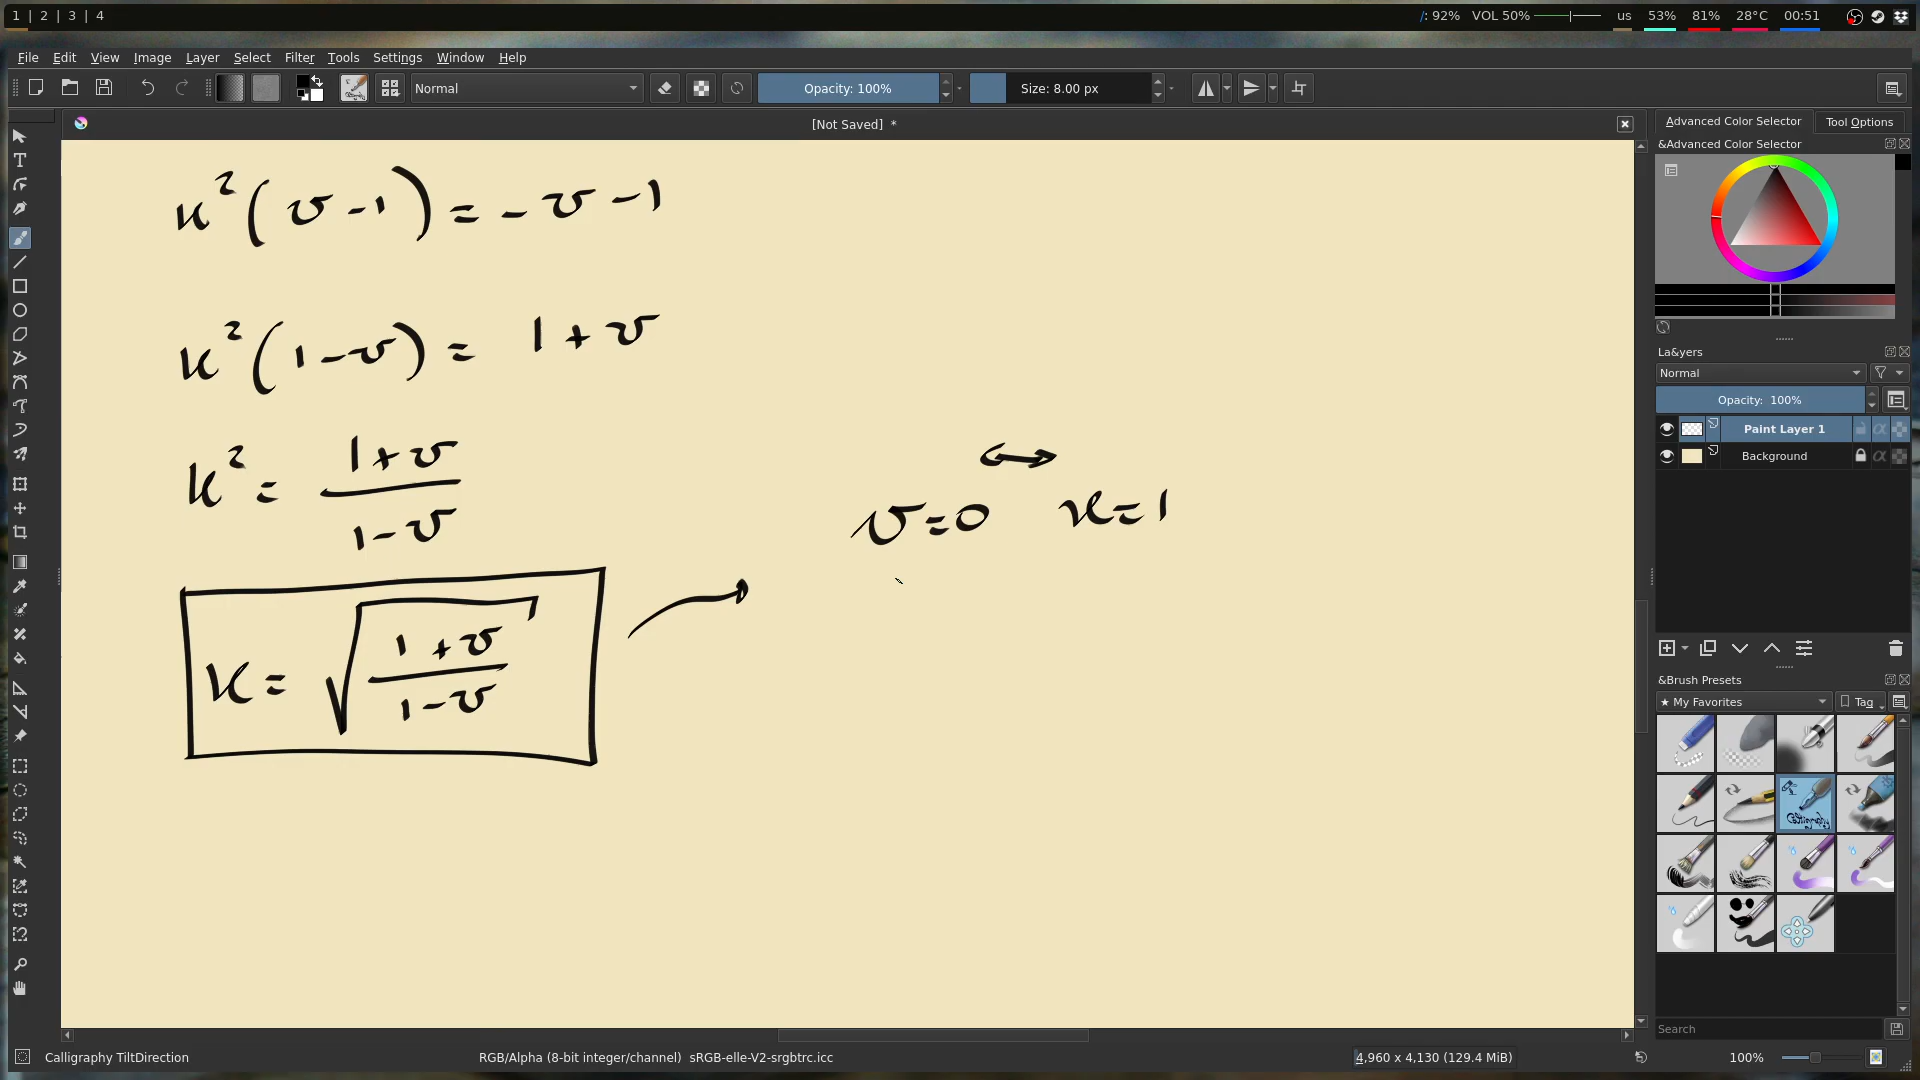 1 | 2 | 3 | 4
/: 92% VOL 50% us 53% 81% 28°C 00:51
File Edit View Image Layer Select Filter Tools Settings Window Help
Normal Opacity: 100% Size: 8.00 px
[Not Saved] *
Advanced Color Selector Tool Options
&Advanced Color Selector
κ²(v-1) = -v-1
κ²(1-v) = 1+v
κ² = (1+v)/(1-v)
v=0 ↔ κ=1
κ = √((1+v)/(1-v))
La&yers
Normal
Opacity: 100%
Paint Layer 1
Background
&Brush Presets
★ My Favorites Tag
Calligraphy
Search
Calligraphy TiltDirection RGB/Alpha (8-bit integer/channel) sRGB-elle-V2-srgbtrc.icc 4,960 x 4,130 (129.4 MiB) 100%